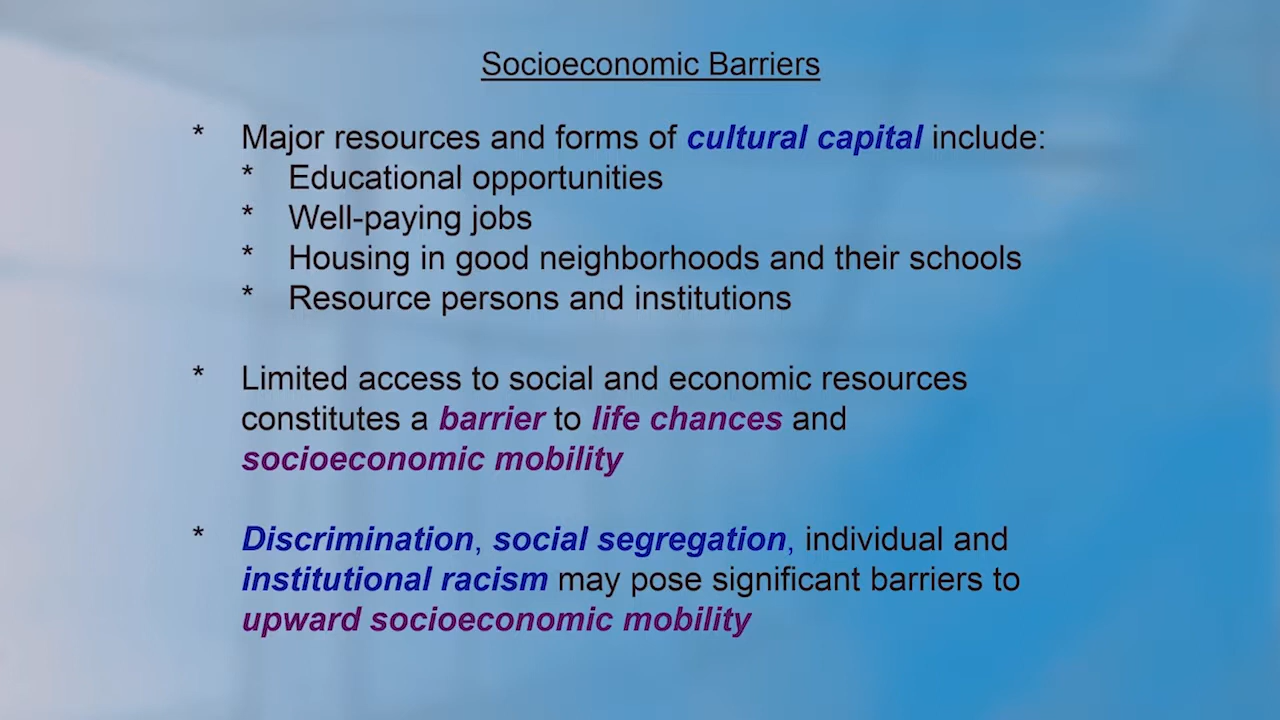 Socioeconomic Barriers
* Major resources and forms of cultural capital include:
* Educational opportunities
* Well-paying jobs
* Housing in good neighborhoods and their schools
* Resource persons and institutions
* Limited access to social and economic resources
constitutes a barrier to life chances and
socioeconomic mobility
* Discrimination, social segregation, individual and
institutional racism may pose significant barriers to
upward socioeconomic mobility